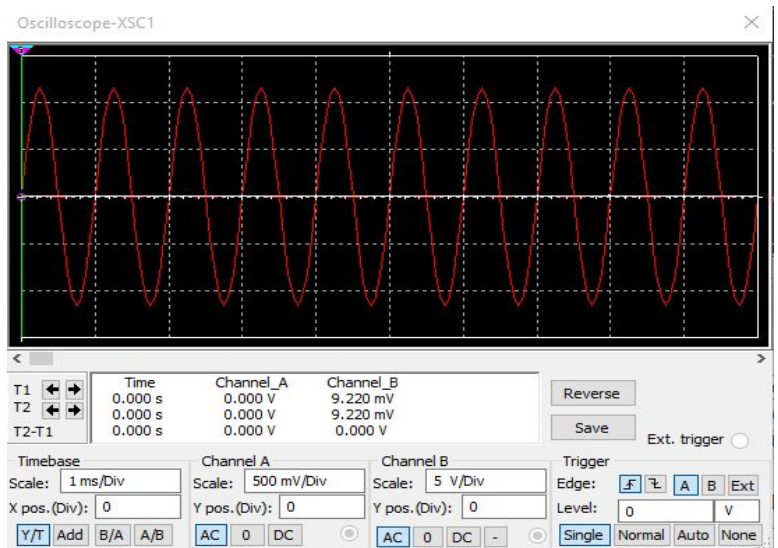 Oscilloscope-XSC1
Time Channel_A Channel_B
T1 0.000 s 0.000 V 9.220 mV
T2 0.000 s 0.000 V 9.220 mV
T2-T1 0.000 s 0.000 V 0.000 V
Reverse
Save
Ext. trigger
Timebase
Scale: 1 ms/Div
X pos.(Div): 0
Y/T Add B/A A/B
Channel A
Scale: 500 mV/Div
Y pos.(Div): 0
AC 0 DC
Channel B
Scale: 5 V/Div
Y pos.(Div): 0
AC 0 DC -
Trigger
Edge: A B Ext
Level: 0 V
Single Normal Auto None